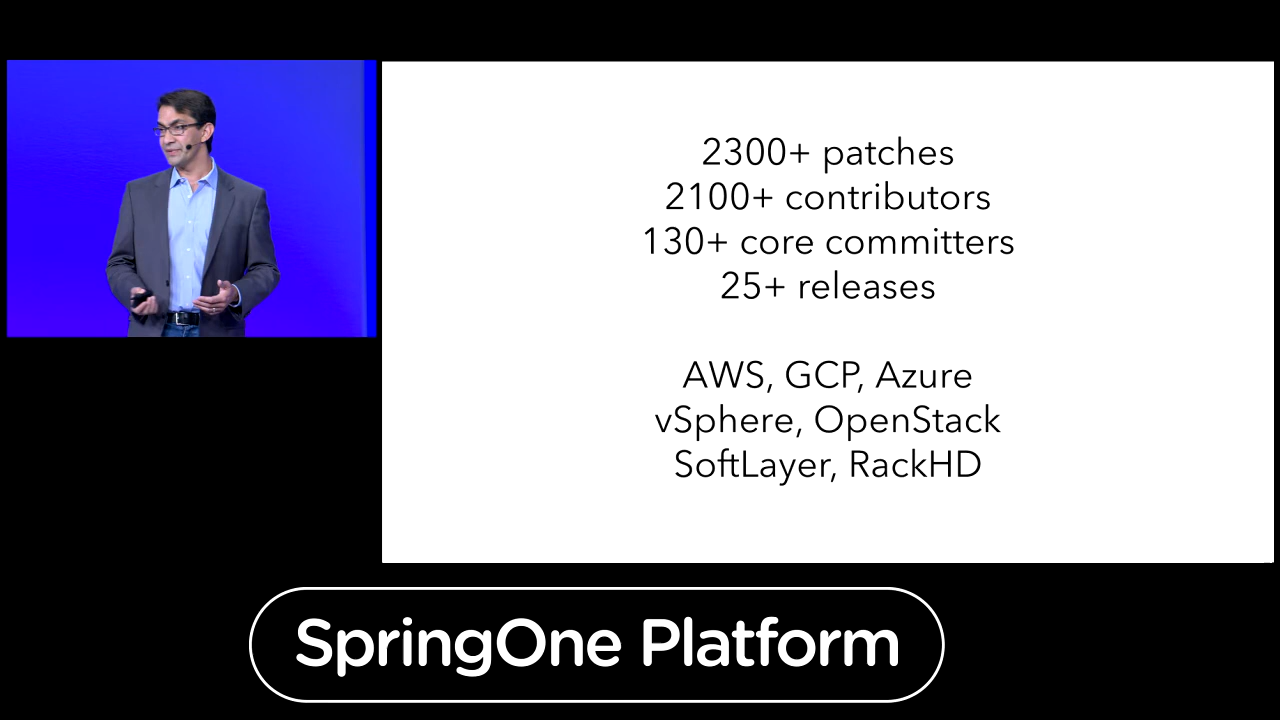 2300+ patches
2100+ contributors
130+ core committers
25+ releases
AWS, GCP, Azure
vSphere, OpenStack
SoftLayer, RackHD
SpringOne Platform